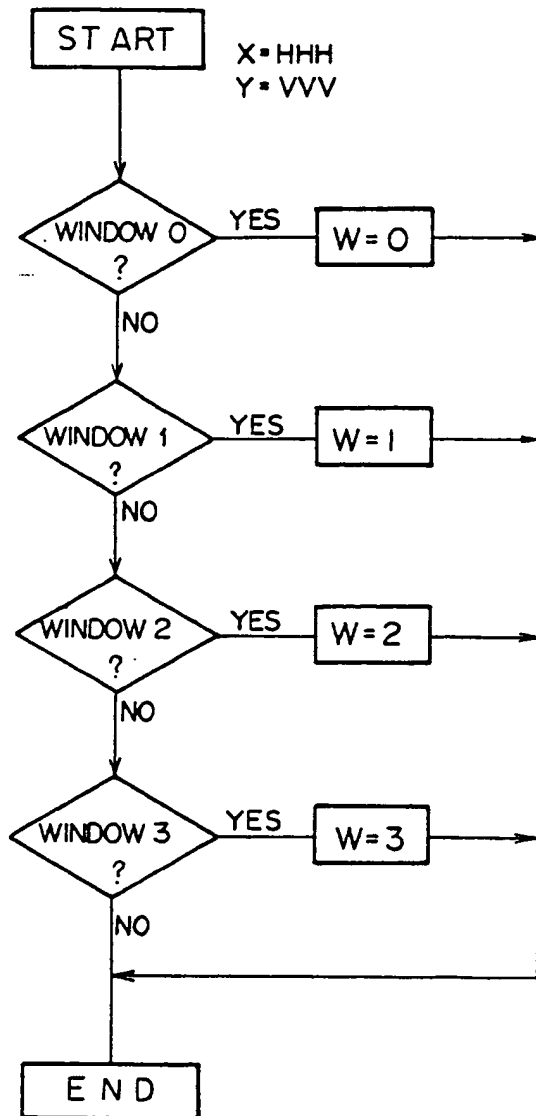 START
X=HHH
Y=VVV
WINDOW 0
?
YES
W=0
NO
WINDOW 1
?
YES
W=1
NO
WINDOW 2
?
YES
W=2
NO
WINDOW 3
?
YES
W=3
NO
END